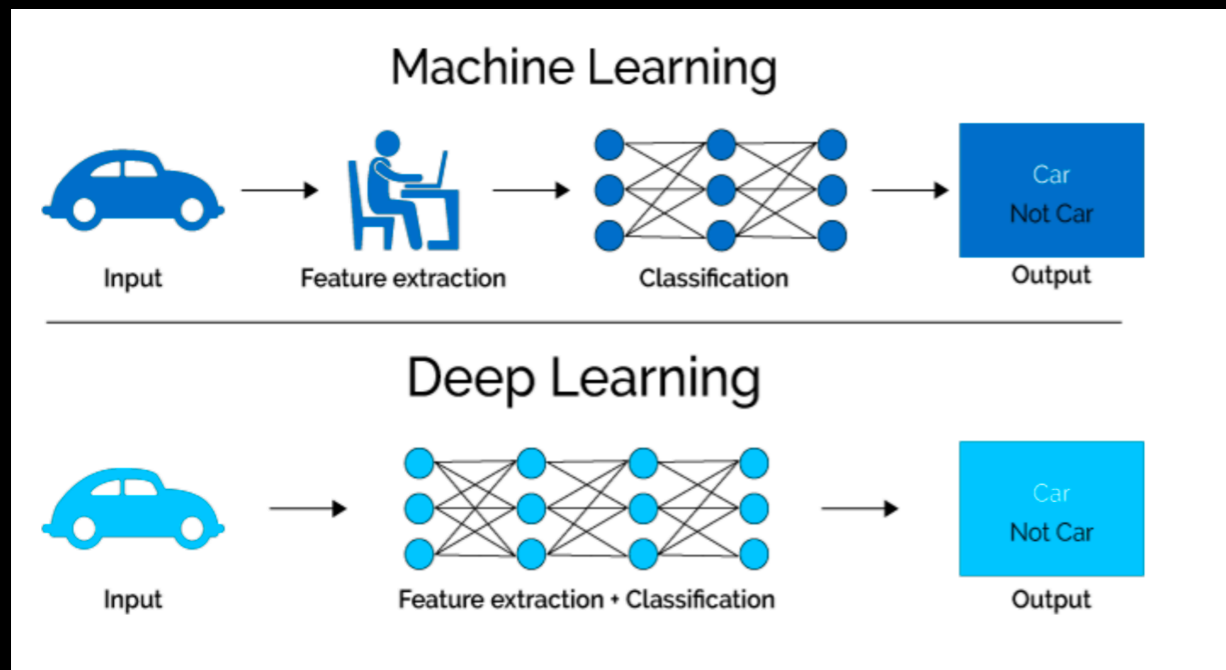 Machine Learning
Car
Not Car
Input
Feature extraction
Classification
Output
Deep Learning
Car
Not Car
Input
Feature extraction + Classification
Output